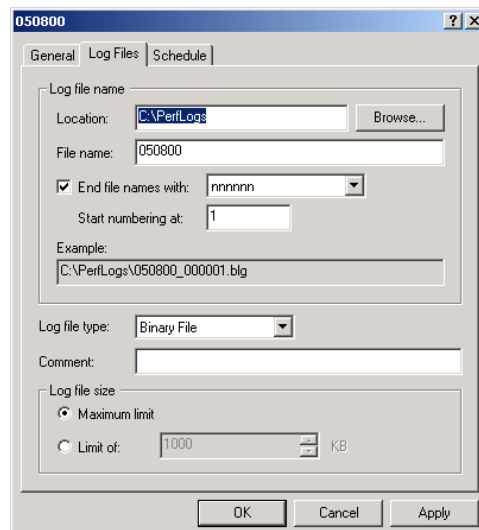 050800
General Log Files Schedule
Log file name
Location: C:\PerfLogs Browse...
File name: 050800
End file names with: nnnnnn
Start numbering at: 1
Example:
C:\PerfLogs\050800_000001.blg
Log file type: Binary File
Comment:
Log file size
Maximum limit
Limit of: 1000 KB
OK Cancel Apply